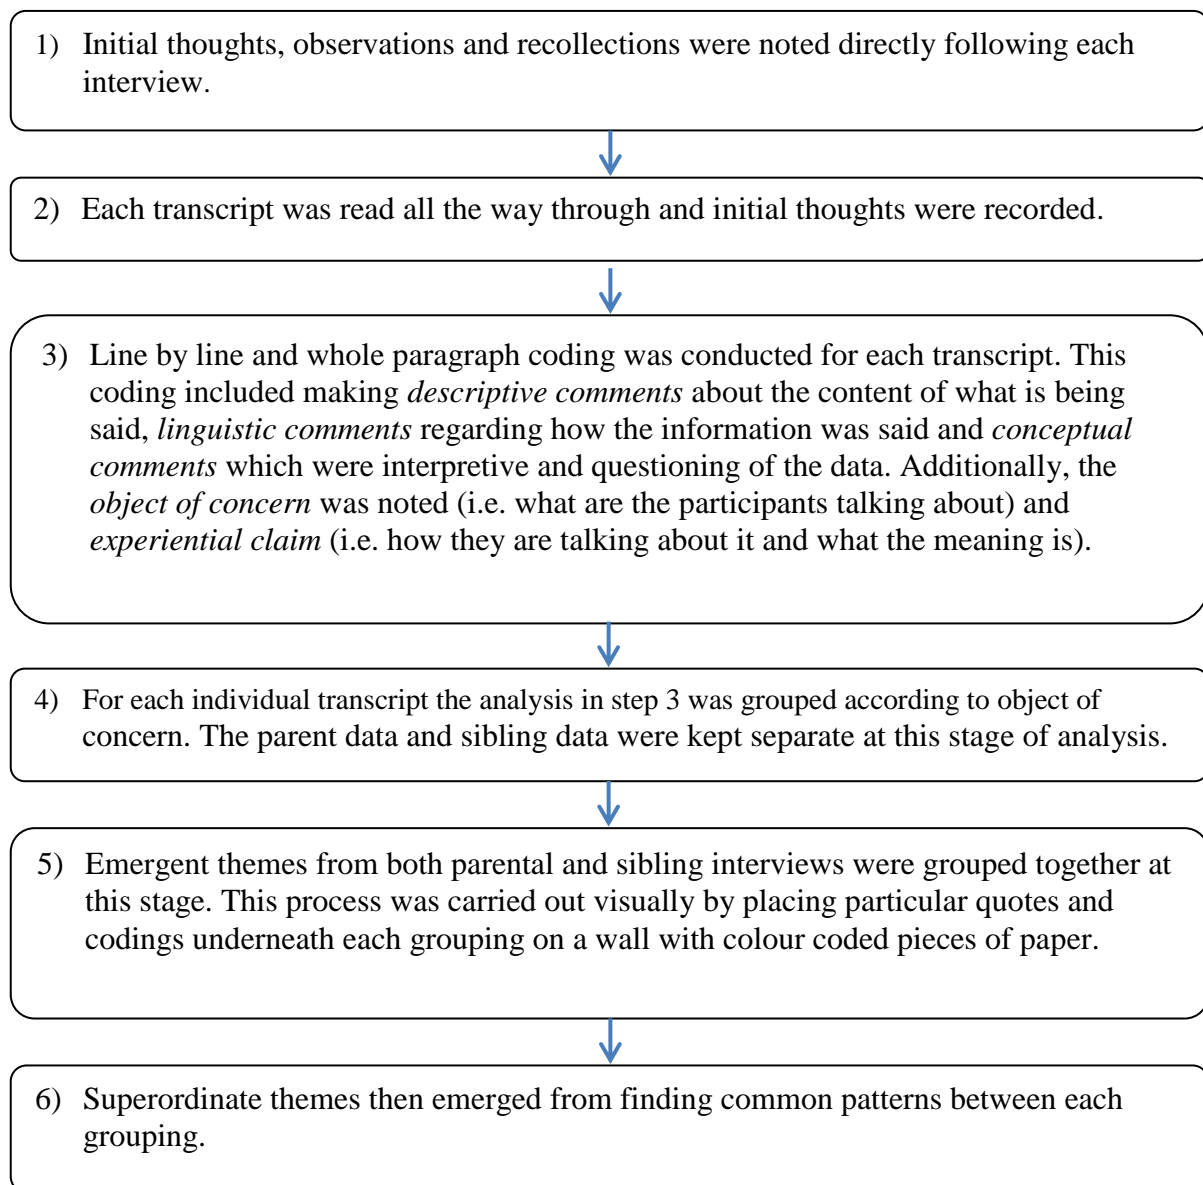 1) Initial thoughts, observations and recollections were noted directly following each
interview.
2) Each transcript was read all the way through and initial thoughts were recorded.
3) Line by line and whole paragraph coding was conducted for each transcript. This
coding included making descriptive comments about the content of what is being
said, linguistic comments regarding how the information was said and conceptual
comments which were interpretive and questioning of the data. Additionally, the
object of concern was noted (i.e. what are the participants talking about) and
experiential claim (i.e. how they are talking about it and what the meaning is).
4) For each individual transcript the analysis in step 3 was grouped according to object of
concern. The parent data and sibling data were kept separate at this stage of analysis.
5) Emergent themes from both parental and sibling interviews were grouped together at
this stage. This process was carried out visually by placing particular quotes and
codings underneath each grouping on a wall with colour coded pieces of paper.
6) Superordinate themes then emerged from finding common patterns between each
grouping.